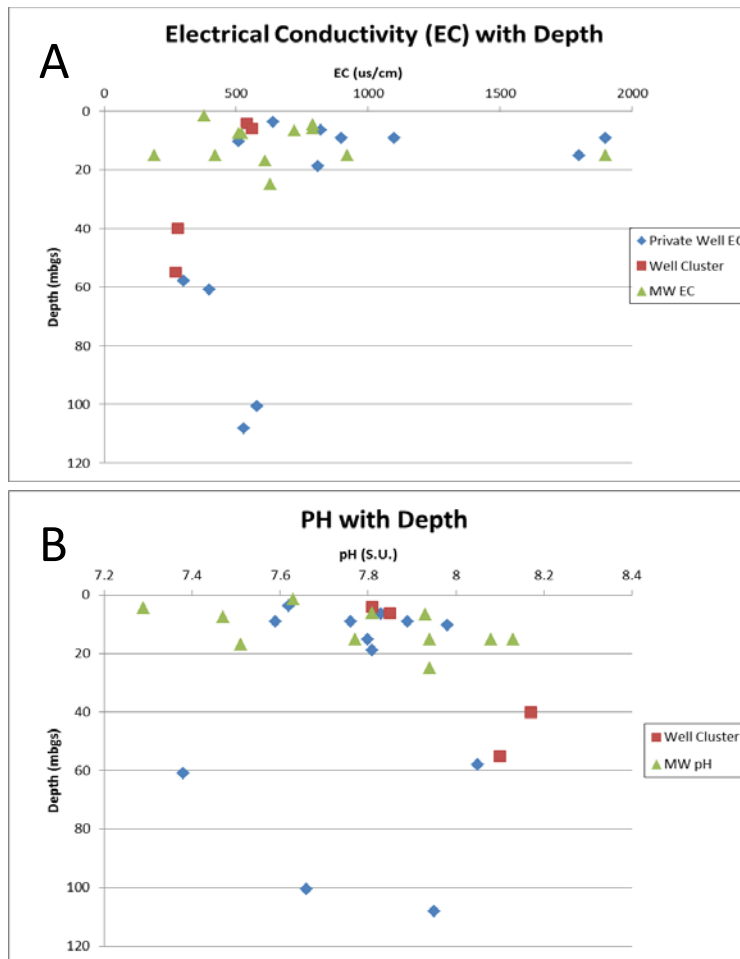 A
Electrical Conductivity (EC) with Depth
EC (us/cm)
0 500 1000 1500 2000
0
20
40
60
80
100
120
Depth (mbgs)
Private Well EC
Well Cluster
MW EC
B
PH with Depth
pH (S.U.)
7.2 7.4 7.6 7.8 8 8.2 8.4
0
20
40
60
80
100
120
Depth (mbgs)
Well Cluster
MW pH